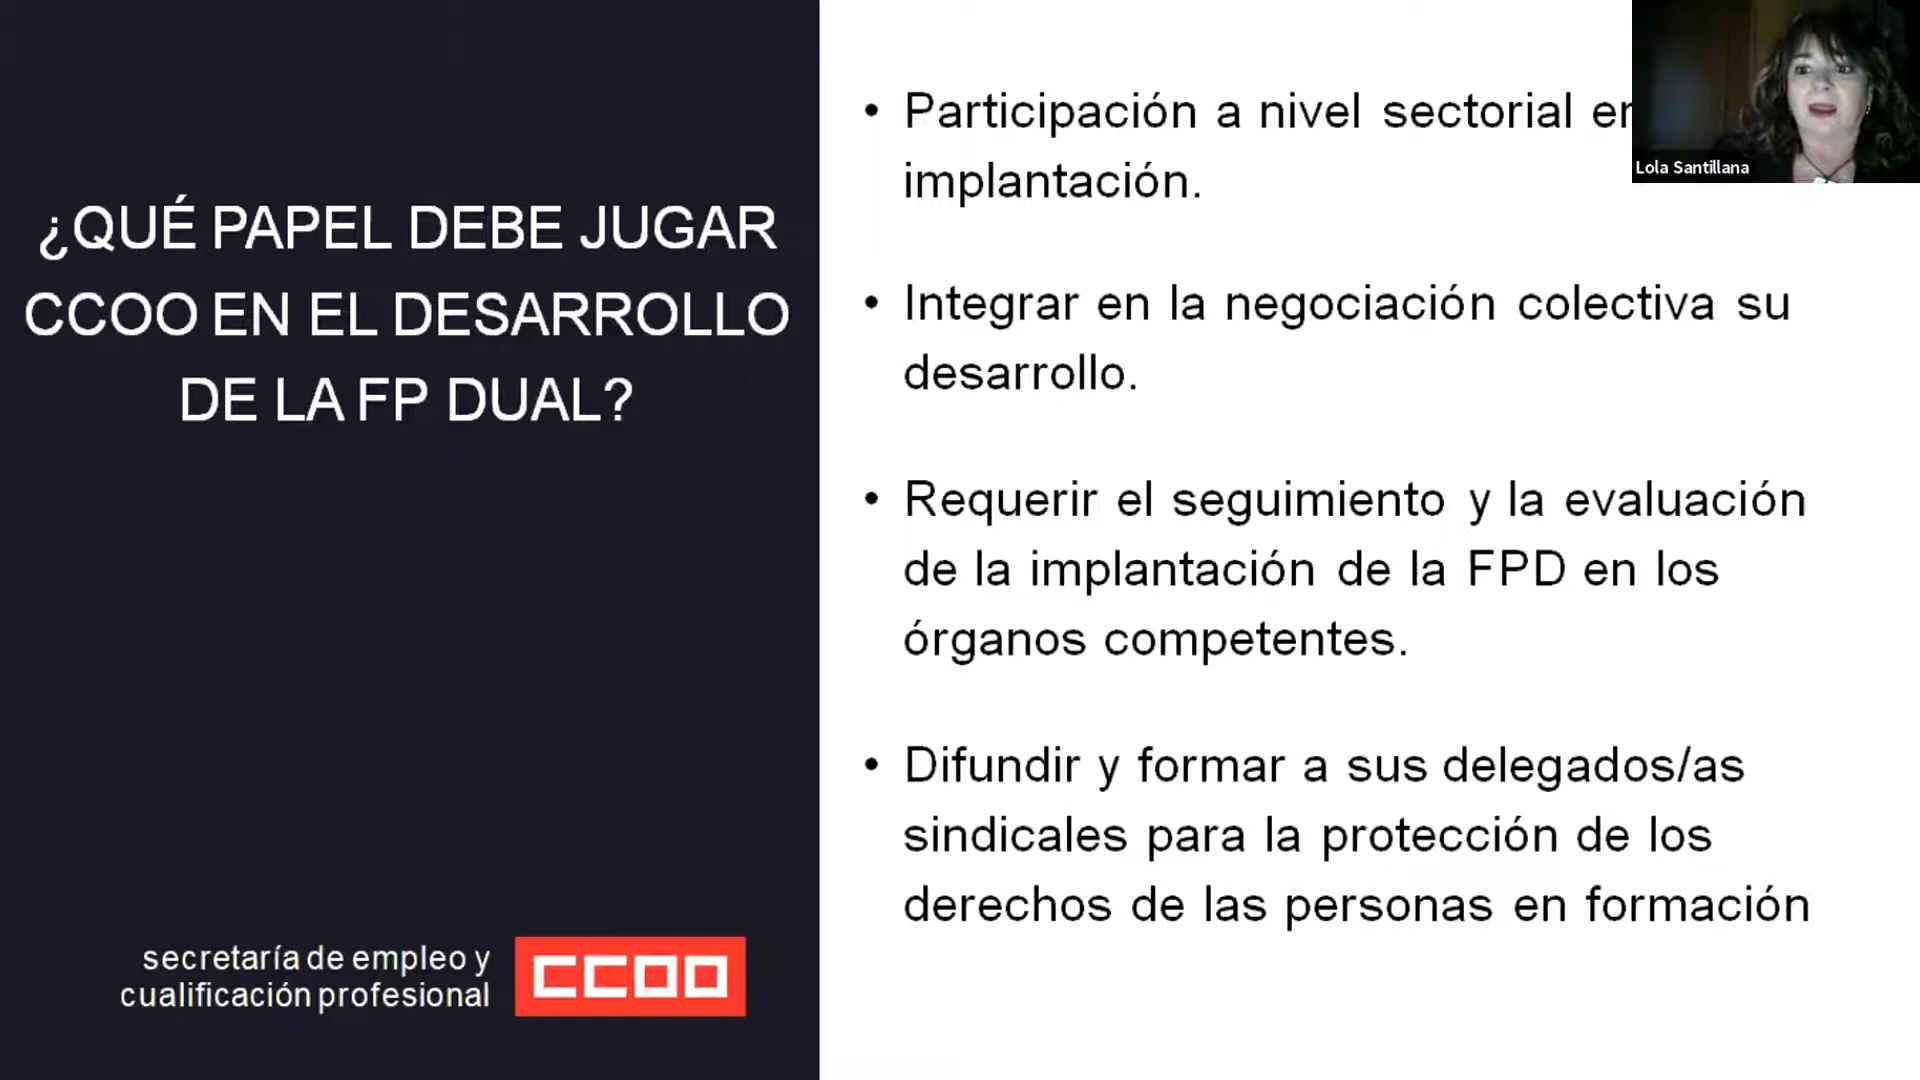 ¿QUÉ PAPEL DEBE JUGAR
CCOO EN EL DESARROLLO
DE LA FP DUAL?
secretaría de empleo y
cualificación profesional
CCOO
• Participación a nivel sectorial
implantación.
• Integrar en la negociación colectiva su
desarrollo.
• Requerir el seguimiento y la evaluación
de la implantación de la FPD en los
órganos competentes.
• Difundir y formar a sus delegados/as
sindicales para la protección de los
derechos de las personas en formación
Lola Santillana